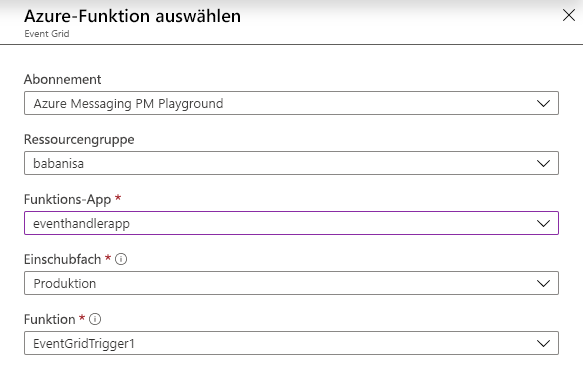 Azure-Funktion auswählen
Event Grid
Abonnement
Azure Messaging PM Playground
Ressourcengruppe
babanisa
Funktions-App *
eventhandlerapp
Einschubfach *
Produktion
Funktion *
EventGridTrigger1